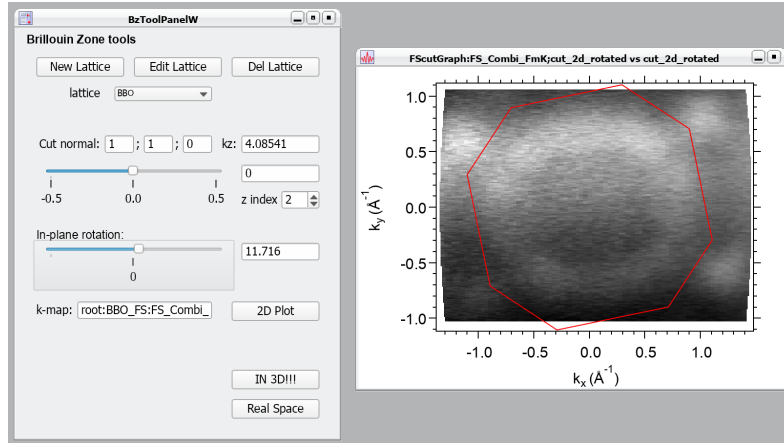 BzToolPanelW
Brillouin Zone tools
New Lattice Edit Lattice Del Lattice
lattice BBO
Cut normal: 1 ; 1 ; 0 kz: 4.08541
0
-0.5 0.0 0.5 z index 2
In-plane rotation:
11.716
0
k-map: root:BBO_FS:FS_Combi_ 2D Plot
IN 3D!!!
Real Space
FScutGraph:FS_Combi_FmK;cut_2d_rotated vs cut_2d_rotated
1.0
0.5
0.0
-0.5
-1.0
ky (Å-1)
-1.0 -0.5 0.0 0.5 1.0
kx (Å-1)